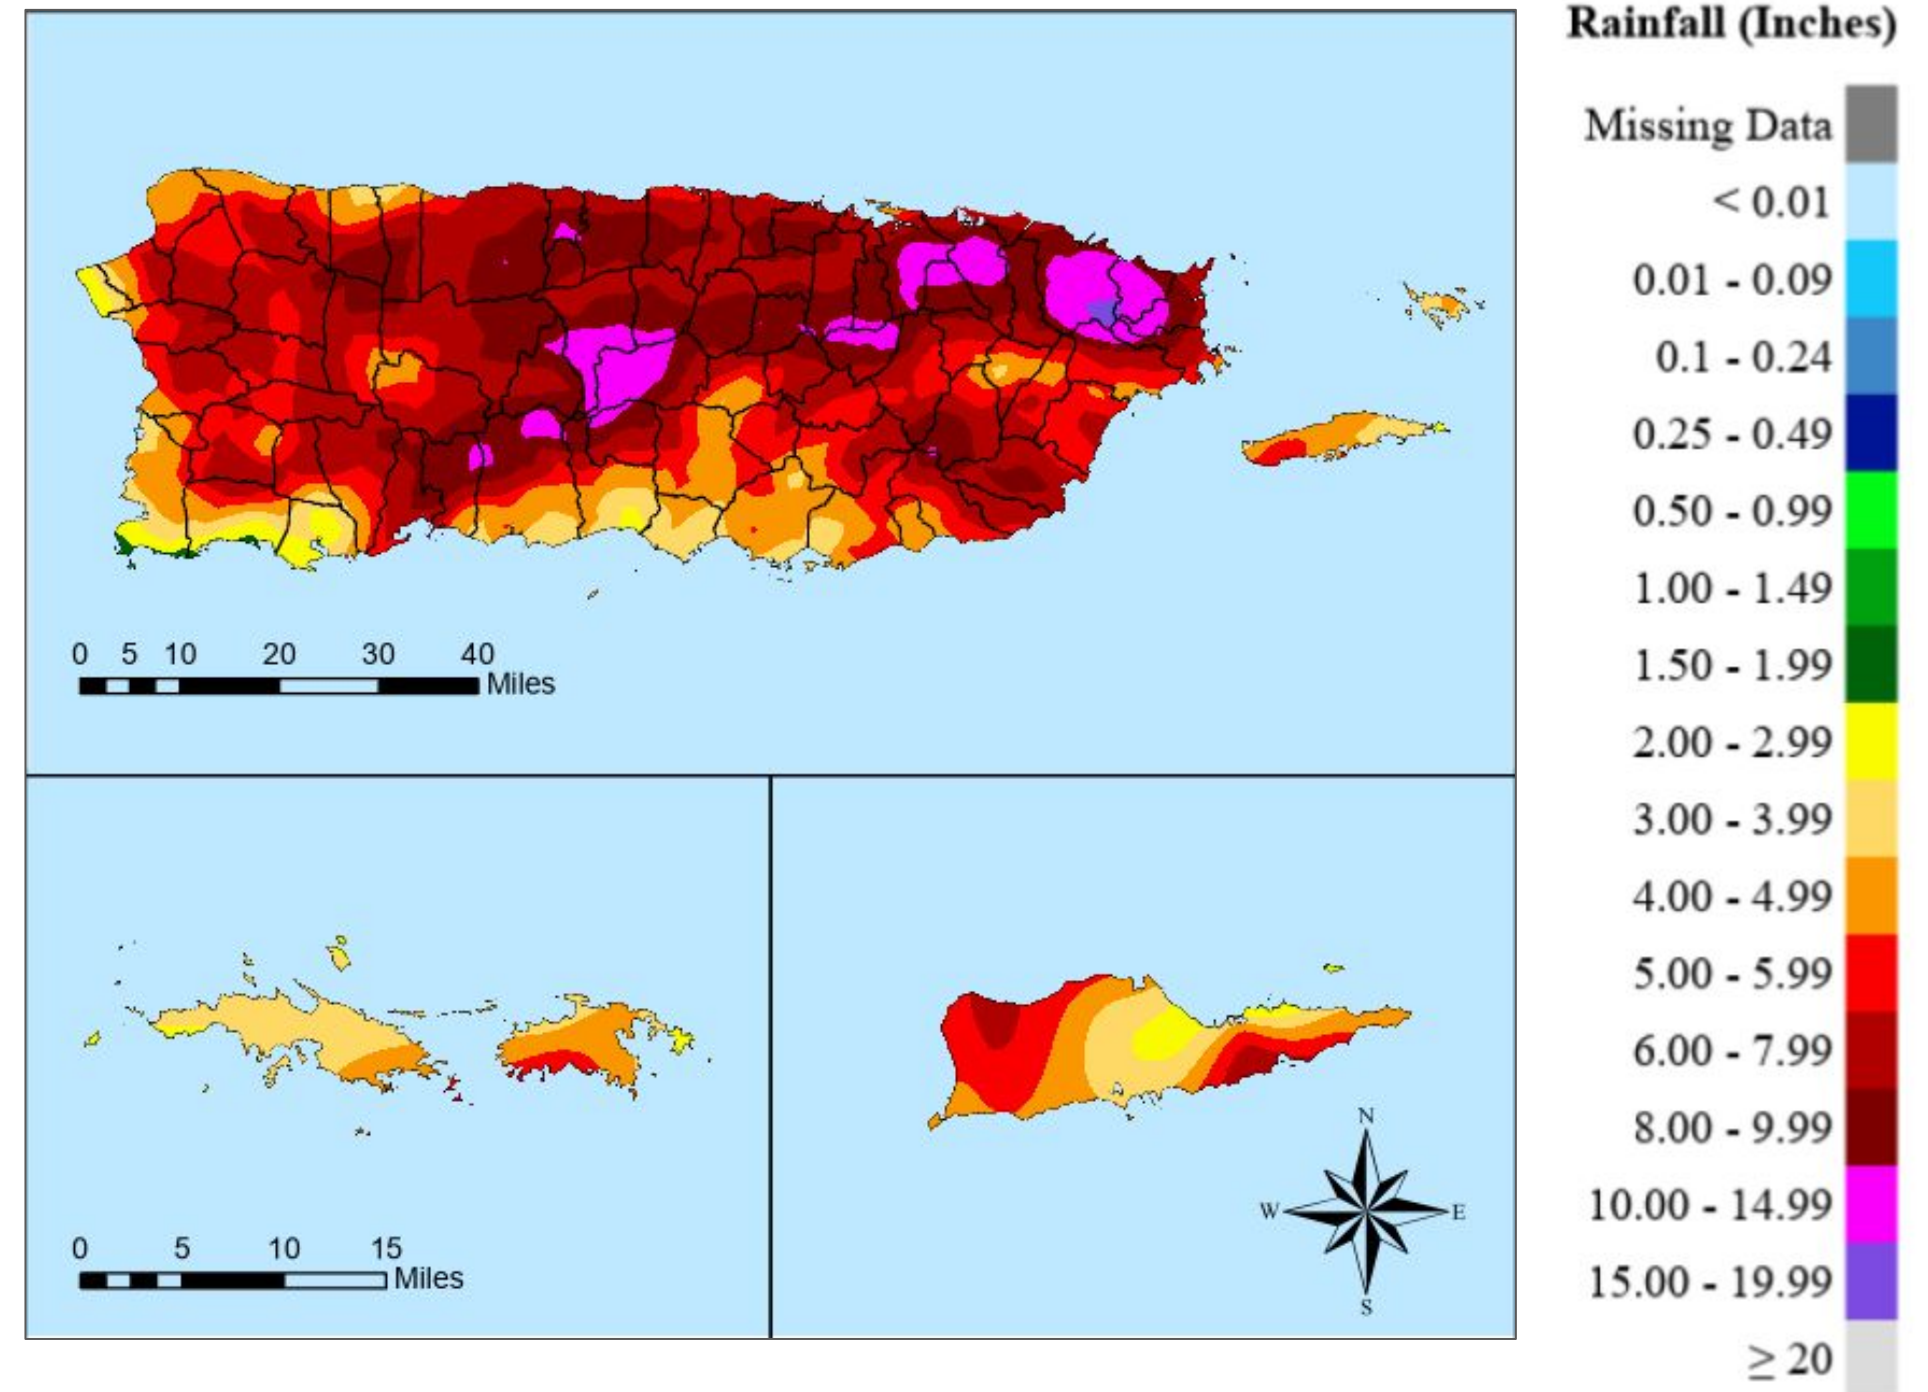 Rainfall (Inches)
Missing Data
< 0.01
0.01 - 0.09
0.1 - 0.24
0.25 - 0.49
0.50 - 0.99
1.00 - 1.49
1.50 - 1.99
2.00 - 2.99
3.00 - 3.99
4.00 - 4.99
5.00 - 5.99
6.00 - 7.99
8.00 - 9.99
10.00 - 14.99
15.00 - 19.99
≥ 20
0 5 10 20 30 40
Miles
0 5 10 15
Miles
N
W E
S